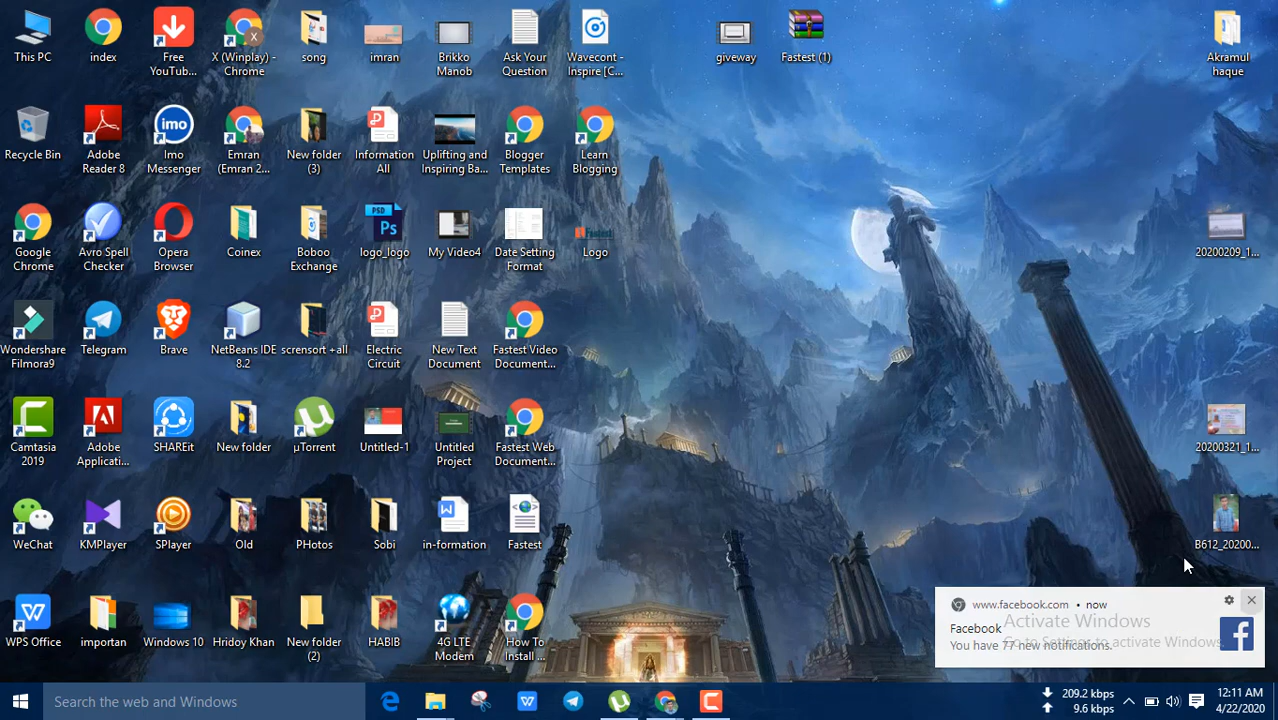 This PC
index
Free
YouTub...
X (Winplay) -
Chrome
song
imran
Brikko
Manob
Ask Your
Question
Wavecont -
Inspire [C...
giveway
Fastest (1)
Akramul
haque
Recycle Bin
Adobe
Reader 8
imo
Imo
Messenger
Emran
(Emran 2...
New folder
(3)
Information
All
Uplifting and
Inspiring Ba...
Blogger
Templates
Learn
Blogging
Google
Chrome
Avro Spell
Checker
Opera
Browser
Coinex
Boboo
Exchange
PSD
Ps
logo_logo
My Video4
Date Setting
Format
Fastest
Logo
20200209_1...
Wondershare
Filmora9
Telegram
Brave
NetBeans IDE
8.2
scrensort +all
Electric
Circuit
New Text
Document
Fastest Video
Document...
Camtasia
2019
Adobe
Applicati...
SHAREit
New folder
µTorrent
Untitled-1
Untitled
Project
Fastest Web
Document...
20200321_1...
WeChat
KMPlayer
SPlayer
Old
PHotos
Sobi
in-formation
Fastest
B612_20200...
WPS Office
importan
Windows 10
Hridoy Khan
New folder
(2)
HABIB
4G LTE
Modem
How To
Install ...
www.facebook.com • now
Facebook
You have 77 new notifications.
Activate Windows
Go to Settings to activate Windows.
Search the web and Windows
209.2 kbps
9.6 kbps
12:11 AM
4/22/2020